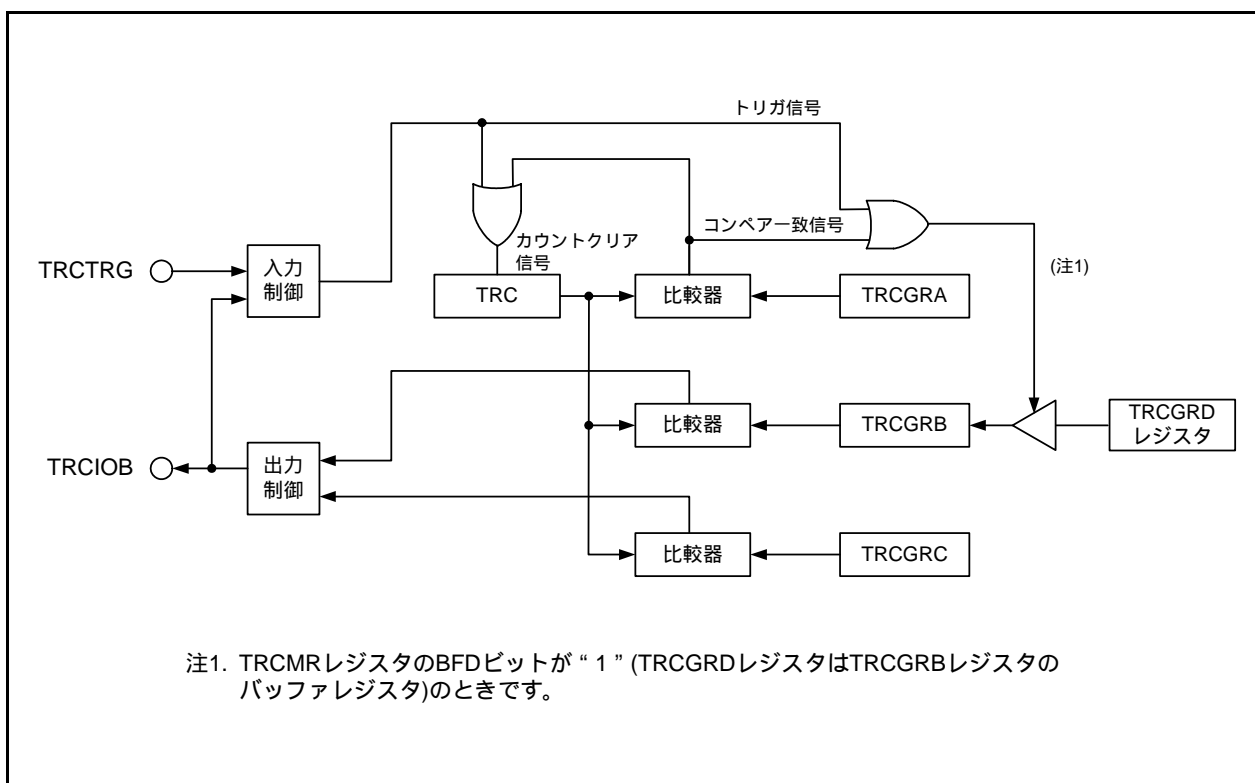 トリガ信号
コンペア一致信号
カウントクリア
信号
(注1)
TRCTRG
入力
制御
TRC
比較器
TRCGRA
比較器
TRCGRB
TRCGRD
レジスタ
TRCIOB
出力
制御
比較器
TRCGRC
注1. TRCMRレジスタのBFDビットが“1”(TRCGRDレジスタはTRCGRBレジスタの
バッファレジスタ)のときです。